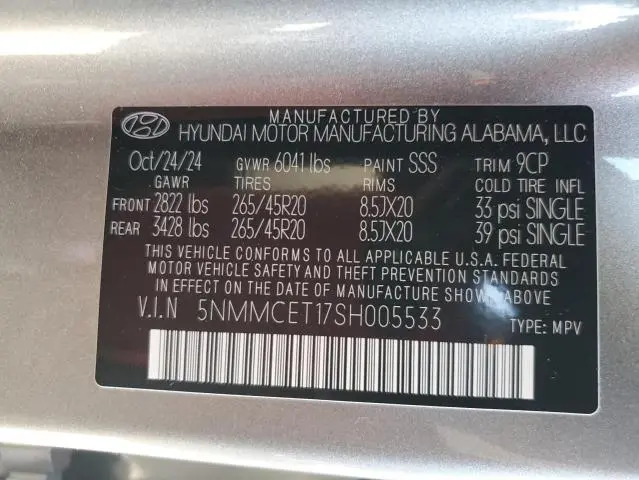 MANUFACTURED BY
HYUNDAI MOTOR MANUFACTURING ALABAMA, LLC
Oct/24/24 GVWR 6041 lbs PAINT SSS TRIM 9CP
GAWR TIRES RIMS COLD TIRE INFL
FRONT 2822 lbs 265/45R20 8.5JX20 33 psi SINGLE
REAR 3428 lbs 265/45R20 8.5JX20 39 psi SINGLE
THIS VEHICLE CONFORMS TO ALL APPLICABLE U.S.A. FEDERAL
MOTOR VEHICLE SAFETY AND THEFT PREVENTION STANDARDS
IN EFFECT ON THE DATE OF MANUFACTURE SHOWN ABOVE
V.I.N 5NMMCET17SH005533 TYPE: MPV